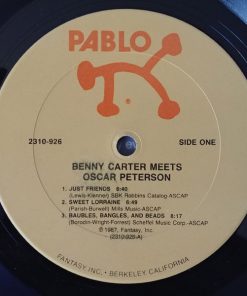 PABLO
2310-926
SIDE ONE
BENNY CARTER MEETS
OSCAR PETERSON
1. JUST FRIENDS 6:40
(Lewis-Klenner) SBK Robbins Catalog-ASCAP
2. SWEET LORRAINE 6:49
(Parish-Burwell) Mills Music-ASCAP
3. BAUBLES, BANGLES, AND BEADS 8:17
(Borodin-Wright-Forrest) Scheffel Music Corp.-ASCAP
℗ 1987, Fantasy, Inc.
(2310-926-A)
FANTASY, INC. • BERKELEY CALIFORNIA